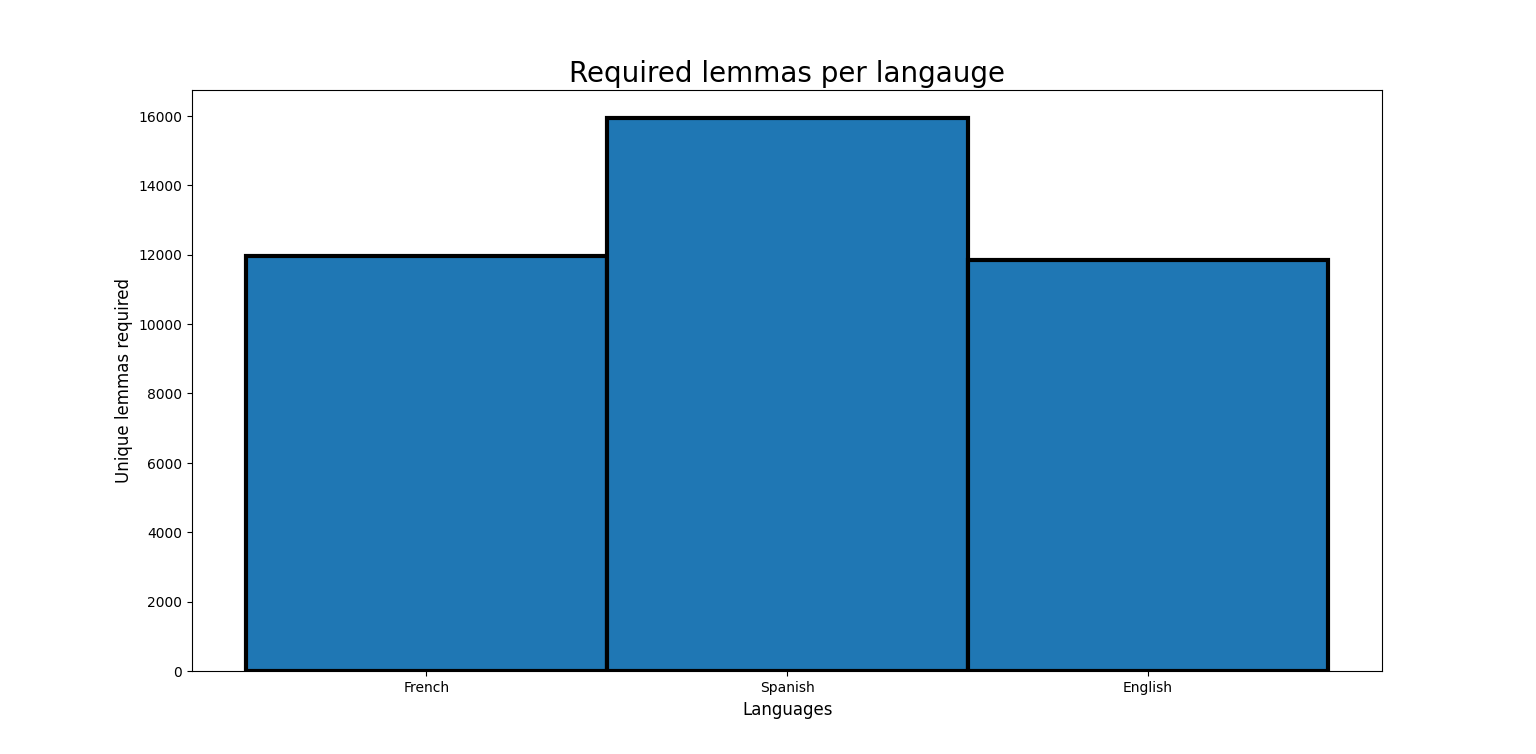 Required lemmas per langauge
16000
14000
12000
10000
8000
6000
4000
2000
0
Unique lemmas required
French Spanish English
Languages